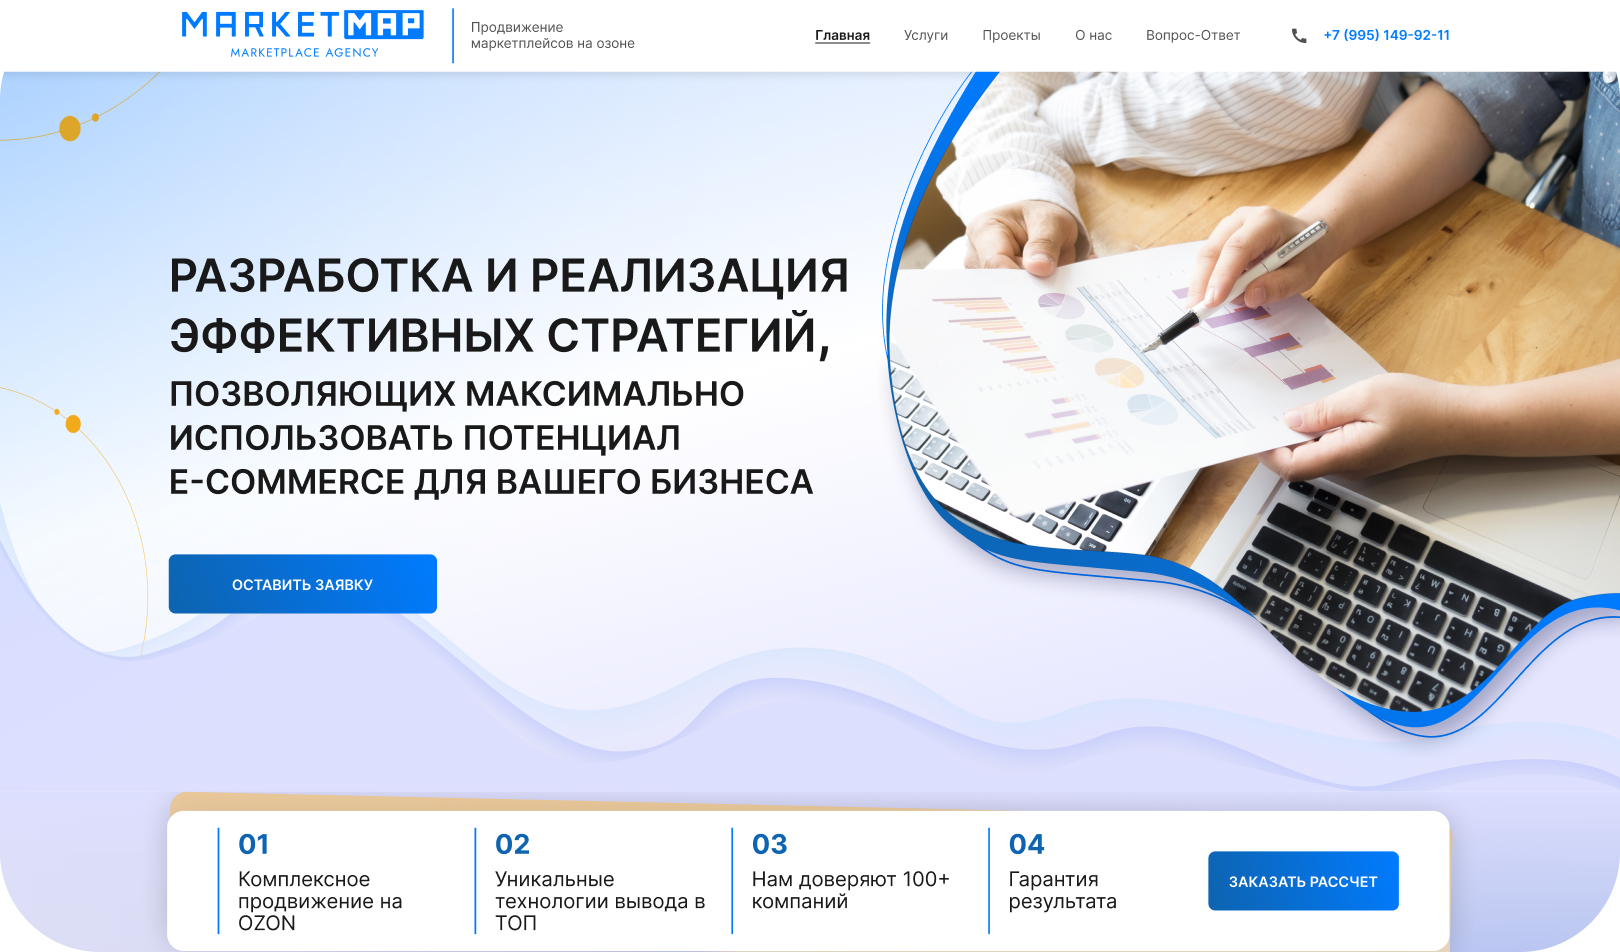 MARKETMAP
MARKETPLACE AGENCY
Продвижение
маркетплейсов на озоне
Главная
Услуги
Проекты
О нас
Вопрос-Ответ
+7 (995) 149-92-11
РАЗРАБОТКА И РЕАЛИЗАЦИЯ
ЭФФЕКТИВНЫХ СТРАТЕГИЙ,
ПОЗВОЛЯЮЩИХ МАКСИМАЛЬНО
ИСПОЛЬЗОВАТЬ ПОТЕНЦИАЛ
E-COMMERCE ДЛЯ ВАШЕГО БИЗНЕСА
ОСТАВИТЬ ЗАЯВКУ
01
Комплексное
продвижение на
OZON
02
Уникальные
технологии вывода в
ТОП
03
Нам доверяют 100+
компаний
04
Гарантия
результата
ЗАКАЗАТЬ РАССЧЕТ